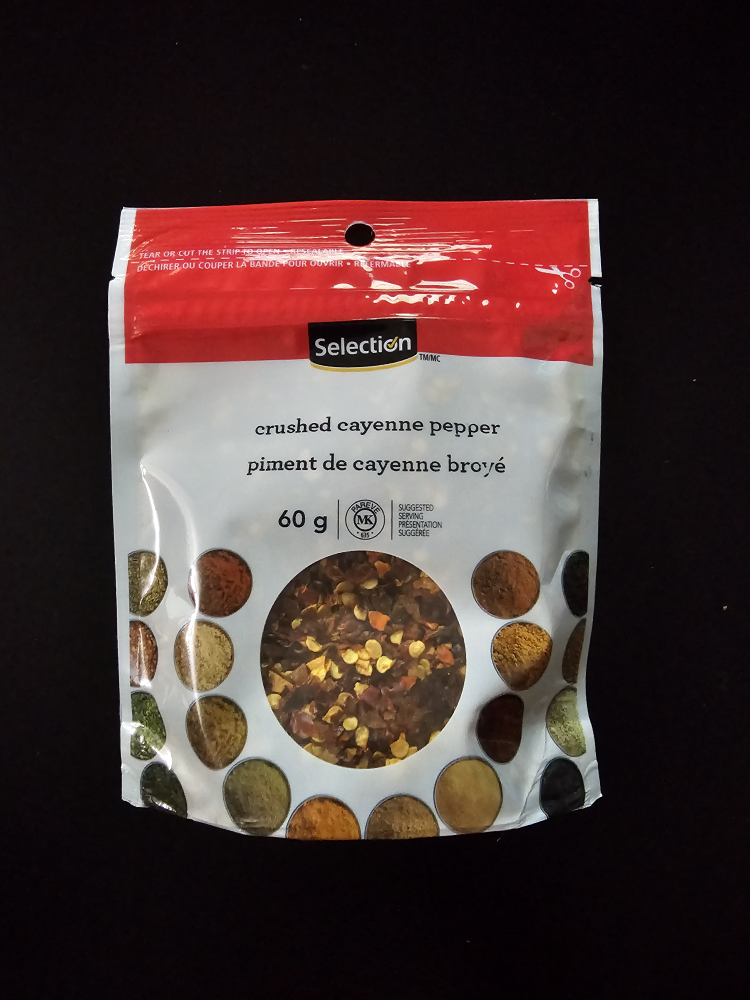 TEAR OR CUT THE STRIP TO OPEN • RESEALABLE
DÉCHIRER OU COUPER LA BANDE POUR OUVRIR • REFERMABLE
Selection
TM/MC
crushed cayenne pepper
piment de cayenne broyé
60 g
PAREVE
MK
SUGGESTED
SERVING
PRÉSENTATION
SUGGÉRÉE